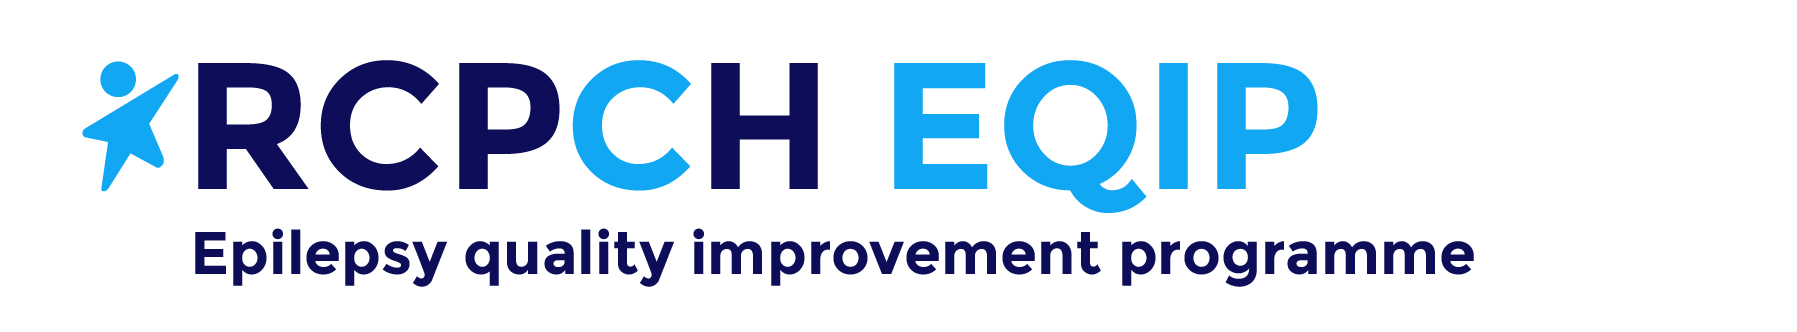 RCPCH EQIP
Epilepsy quality improvement programme